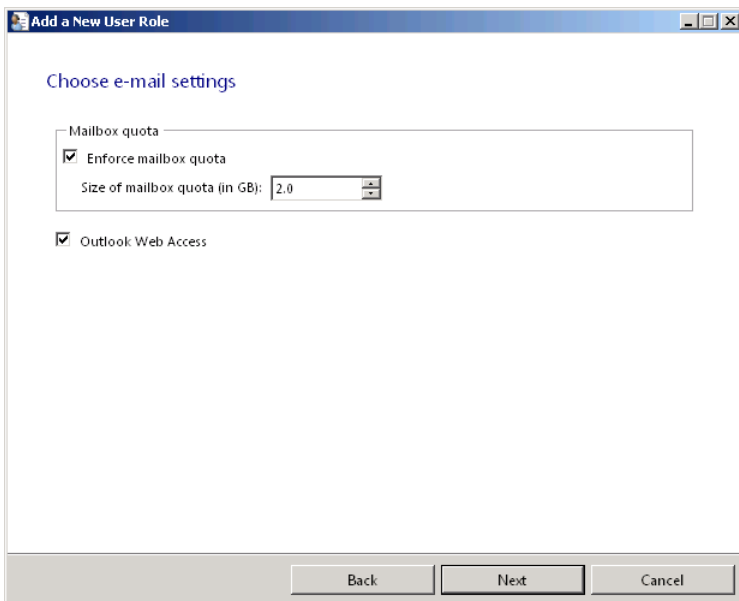 Add a New User Role
Choose e-mail settings
Mailbox quota
Enforce mailbox quota
Size of mailbox quota (in GB): 2.0
Outlook Web Access
Back Next Cancel